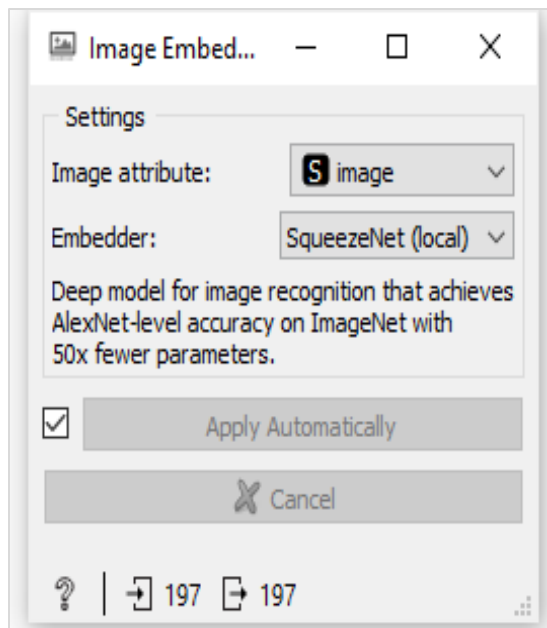 Image Embed...
Settings
Image attribute: S image
Embedder: SqueezeNet (local)
Deep model for image recognition that achieves
AlexNet-level accuracy on ImageNet with
50x fewer parameters.
Apply Automatically
Cancel
? 197 197